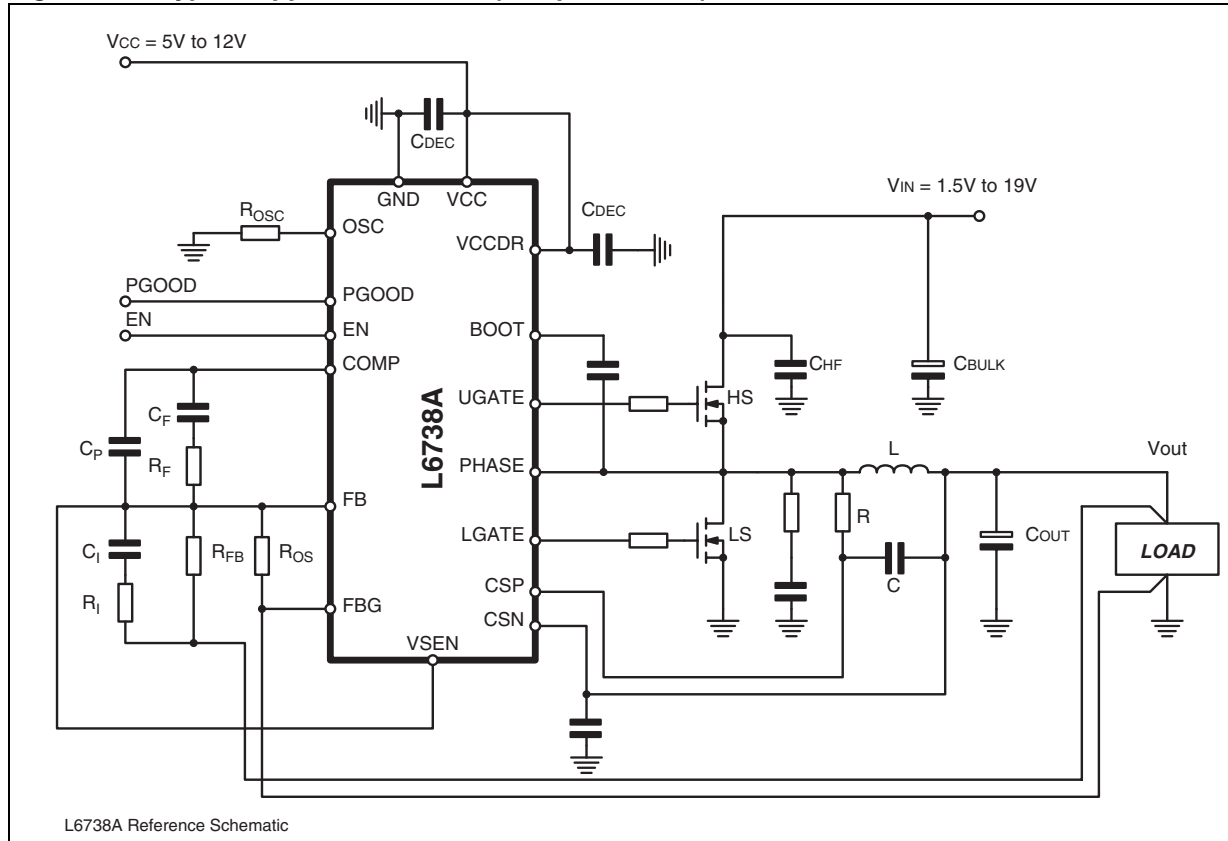 VCC = 5V to 12V
CDEC
GND
VCC
VIN = 1.5V to 19V
ROSC
OSC
CDEC
VCCDR
PGOOD
PGOOD
EN
EN
BOOT
COMP
CHF
CBULK
UGATE
HS
CF
CP
L6738A
L
Vout
RF
PHASE
FB
R
LGATE
LS
COUT
LOAD
CI
RFB
ROS
CSP
C
RI
FBG
CSN
VSEN
L6738A Reference Schematic